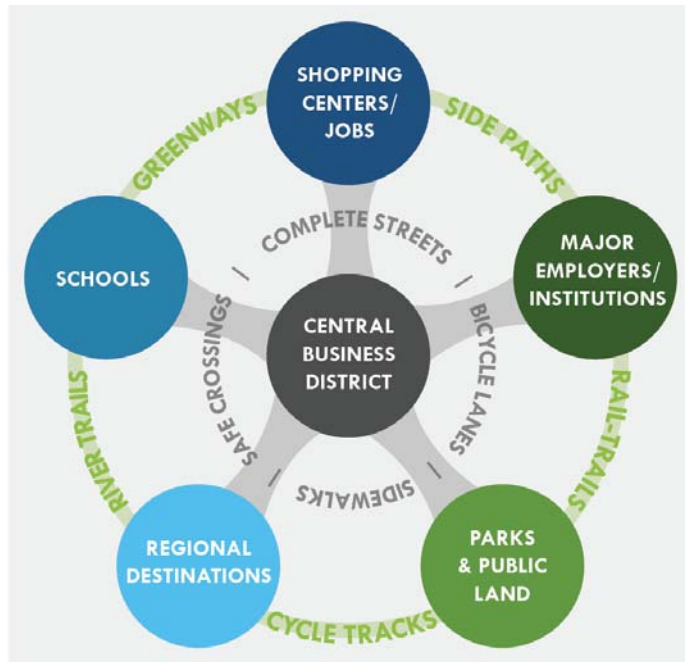 SHOPPING
CENTERS/
JOBS
GREENWAYS
SIDE PATHS
COMPLETE STREETS
SCHOOLS
MAJOR
EMPLOYERS/
INSTITUTIONS
CENTRAL
BUSINESS
DISTRICT
SAFE CROSSINGS
BICYCLE LANES
SIDEWALKS
RIVER TRAILS
RAIL-TRAILS
REGIONAL
DESTINATIONS
PARKS
& PUBLIC
LAND
CYCLE TRACKS